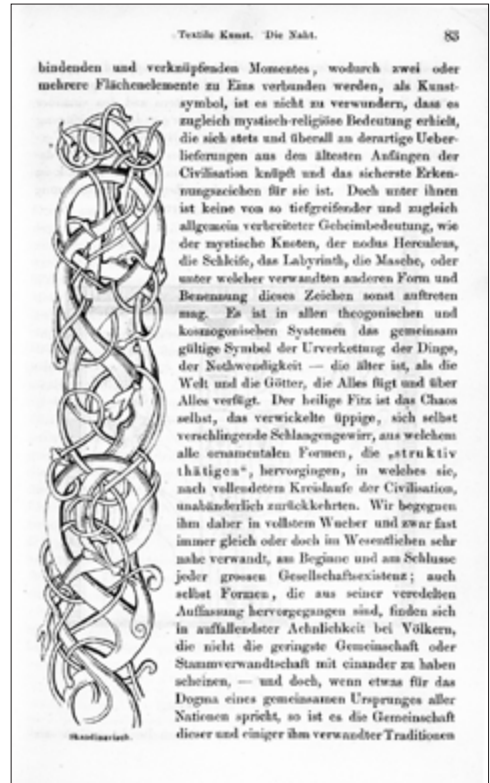 Textile Kunst. Die Naht. 83
bindenden und verknüpfenden Momentes, wodurch zwei oder
mehrere Flächenelemente zu Eins verbunden werden, als Kunst-
symbol, ist es nicht zu verwundern, dass es
zugleich mystisch-religiöse Bedeutung erhielt,
die sich stets und überall an derartige Ueber-
lieferungen aus den ältesten Anfängen der
Civilisation knüpft und das sicherste Erken-
nungszeichen für sie ist. Doch unter ihnen
ist keine von so tiefgreifender und zugleich
allgemein verbreiteter Geheimbedeutung, wie
der mystische Knoten, der nodus Herculeus,
die Schleife, das Labyrinth, die Masche, oder
unter welcher verwandten anderen Form und
Benennung dieses Zeichen sonst auftreten
mag. Es ist in allen theogonischen und
kosmogonischen Systemen das gemeinsam
gültige Symbol der Urverkettung der Dinge,
der Nothwendigkeit — die älter ist, als die
Welt und die Götter, die Alles fügt und über
Alles verfügt. Der heilige Fitz ist das Chaos
selbst, das verwickelte üppige, sich selbst
verschlingende Schlangengewirr, aus welchem
alle ornamentalen Formen, die „struktiv
thätigen“, hervorgingen, in welches sie,
nach vollendetem Kreislaufe der Civilisation,
unabänderlich zurückkehrten. Wir begegnen
ihm daher in vollstem Wucher und zwar fast
immer gleich oder doch im Wesentlichen sehr
nahe verwandt, am Beginne und am Schlusse
jeder grossen Gesellschaftsexistenz; auch
selbst Formen, die aus seiner veredelten
Auffassung hervorgegangen sind, finden sich
in auffallendster Aehnlichkeit bei Völkern,
die nicht die geringste Gemeinschaft oder
Stammverwandtschaft mit einander zu haben
scheinen, — und doch, wenn etwas für das
Dogma eines gemeinsamen Ursprunges aller
Nationen spricht, so ist es die Gemeinschaft
Skandinavisch.
dieser und einiger ihm verwandter Traditionen